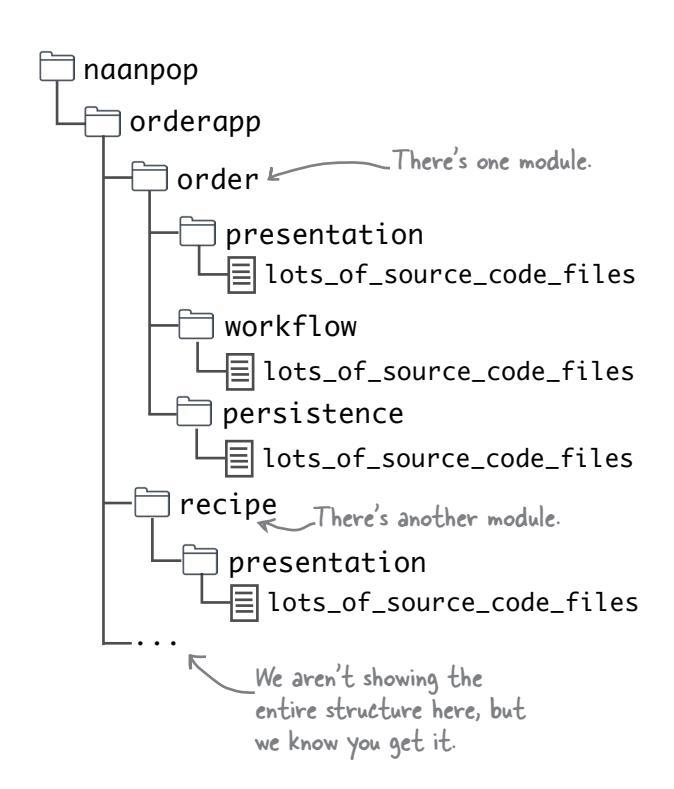 naanpop
orderapp
order
There's one module.
presentation
lots_of_source_code_files
workflow
lots_of_source_code_files
persistence
lots_of_source_code_files
recipe
There's another module.
presentation
lots_of_source_code_files
...
We aren't showing the
entire structure here, but
we know you get it.